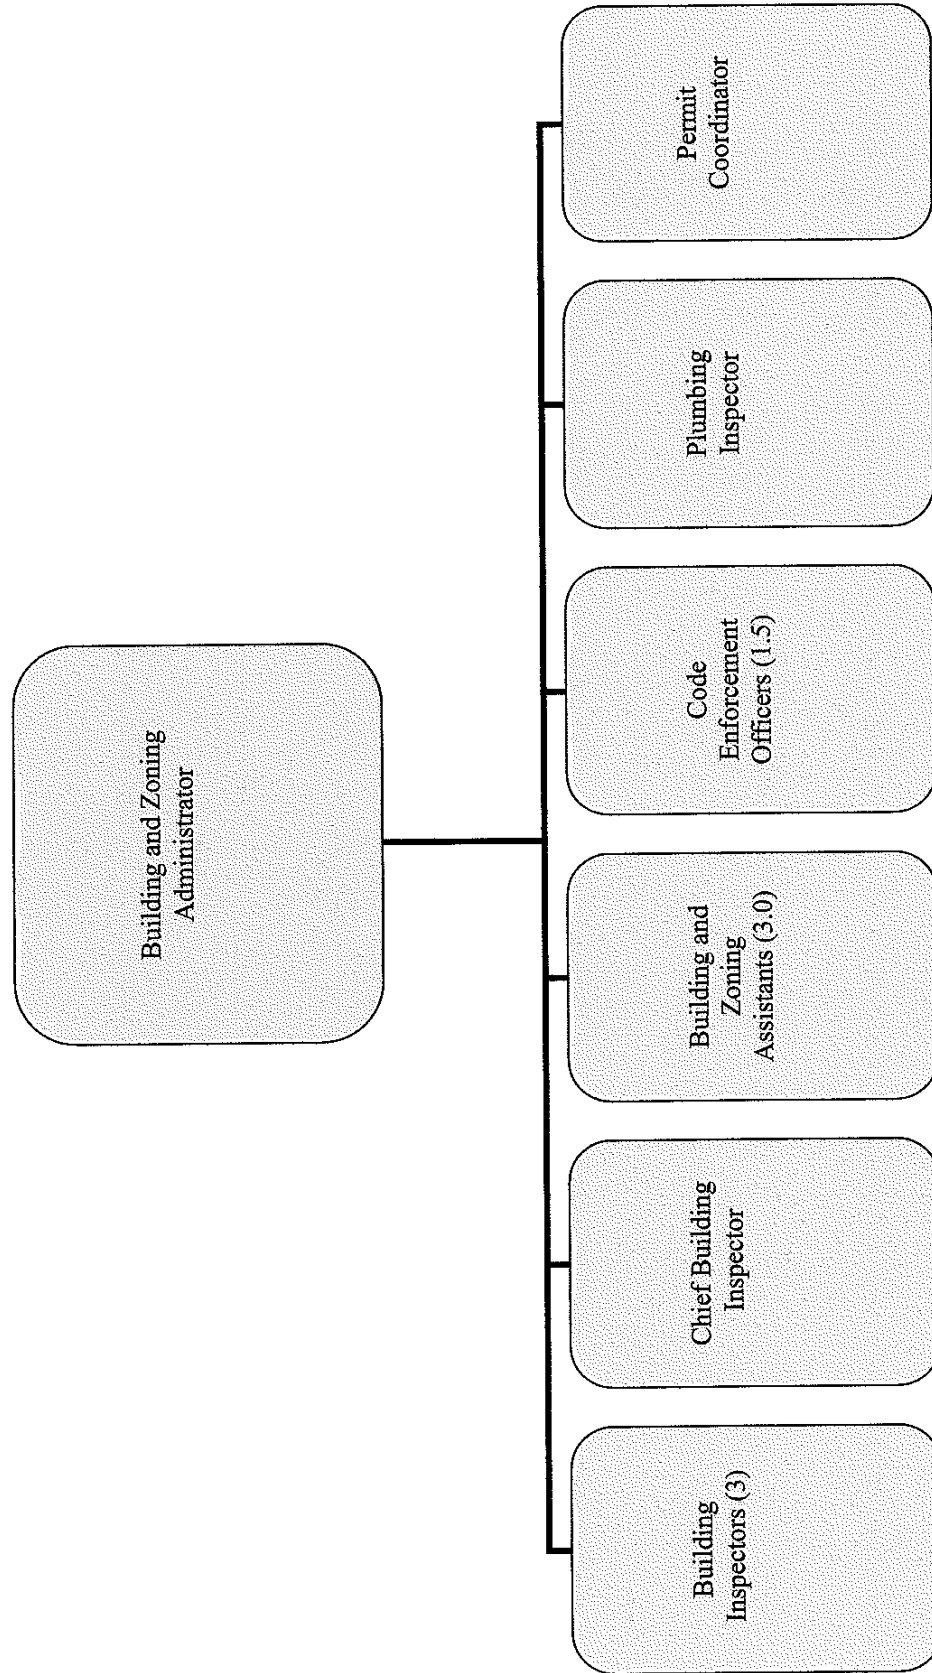 Building and Zoning
Administrator
Building
Inspectors (3)
Chief Building
Inspector
Building and
Zoning
Assistants (3.0)
Code
Enforcement
Officers (1.5)
Plumbing
Inspector
Permit
Coordinator